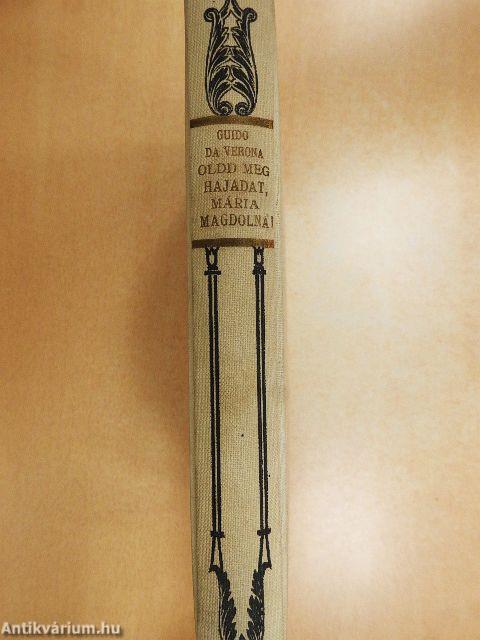 GUIDO
DA VERONA
OLDD MEG
HAJADAT,
MÁRIA
MAGDOLNA!
Antikvárium.hu